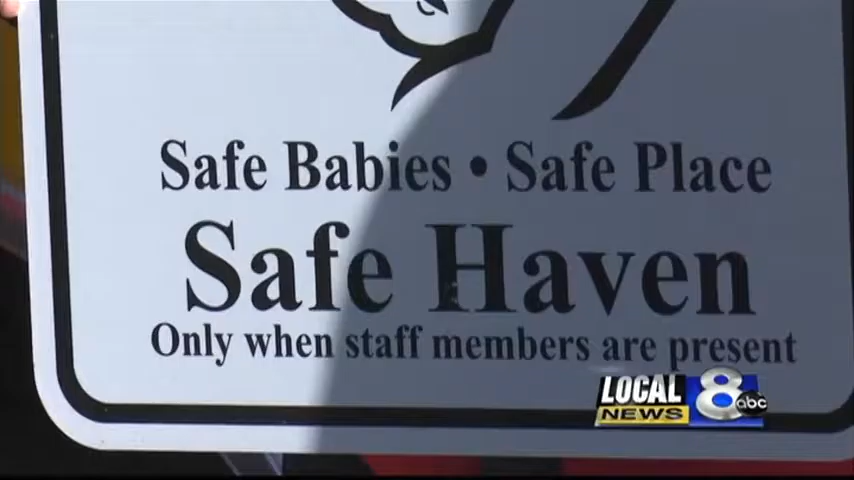 Safe Babies • Safe Place
Safe Haven
Only when staff members are present
LOCAL
NEWS
8
abc